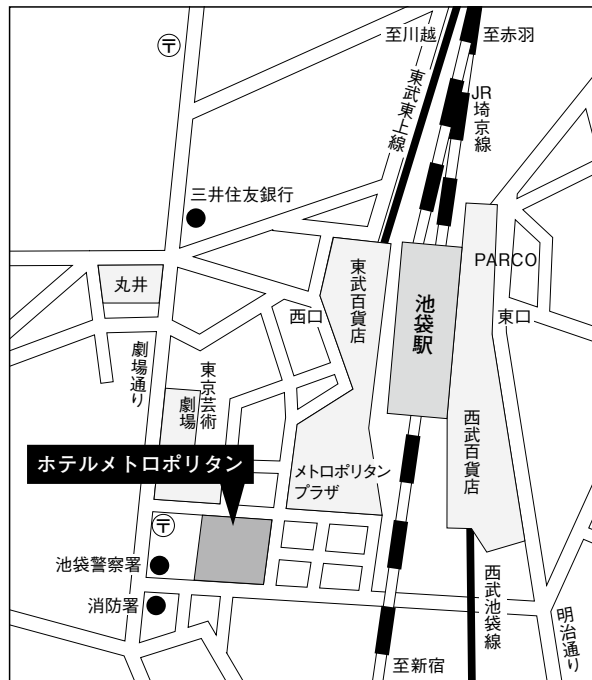 至川越
至赤羽
〒
東武東上線
JR埼京線
三井住友銀行
PARCO
丸井
東武百貨店
池袋駅
西口
東口
劇場通り
東京芸術
劇場
西武百貨店
ホテルメトロポリタン
メトロポリタン
プラザ
〒
池袋警察署
西武池袋線
消防署
明治通り
至新宿